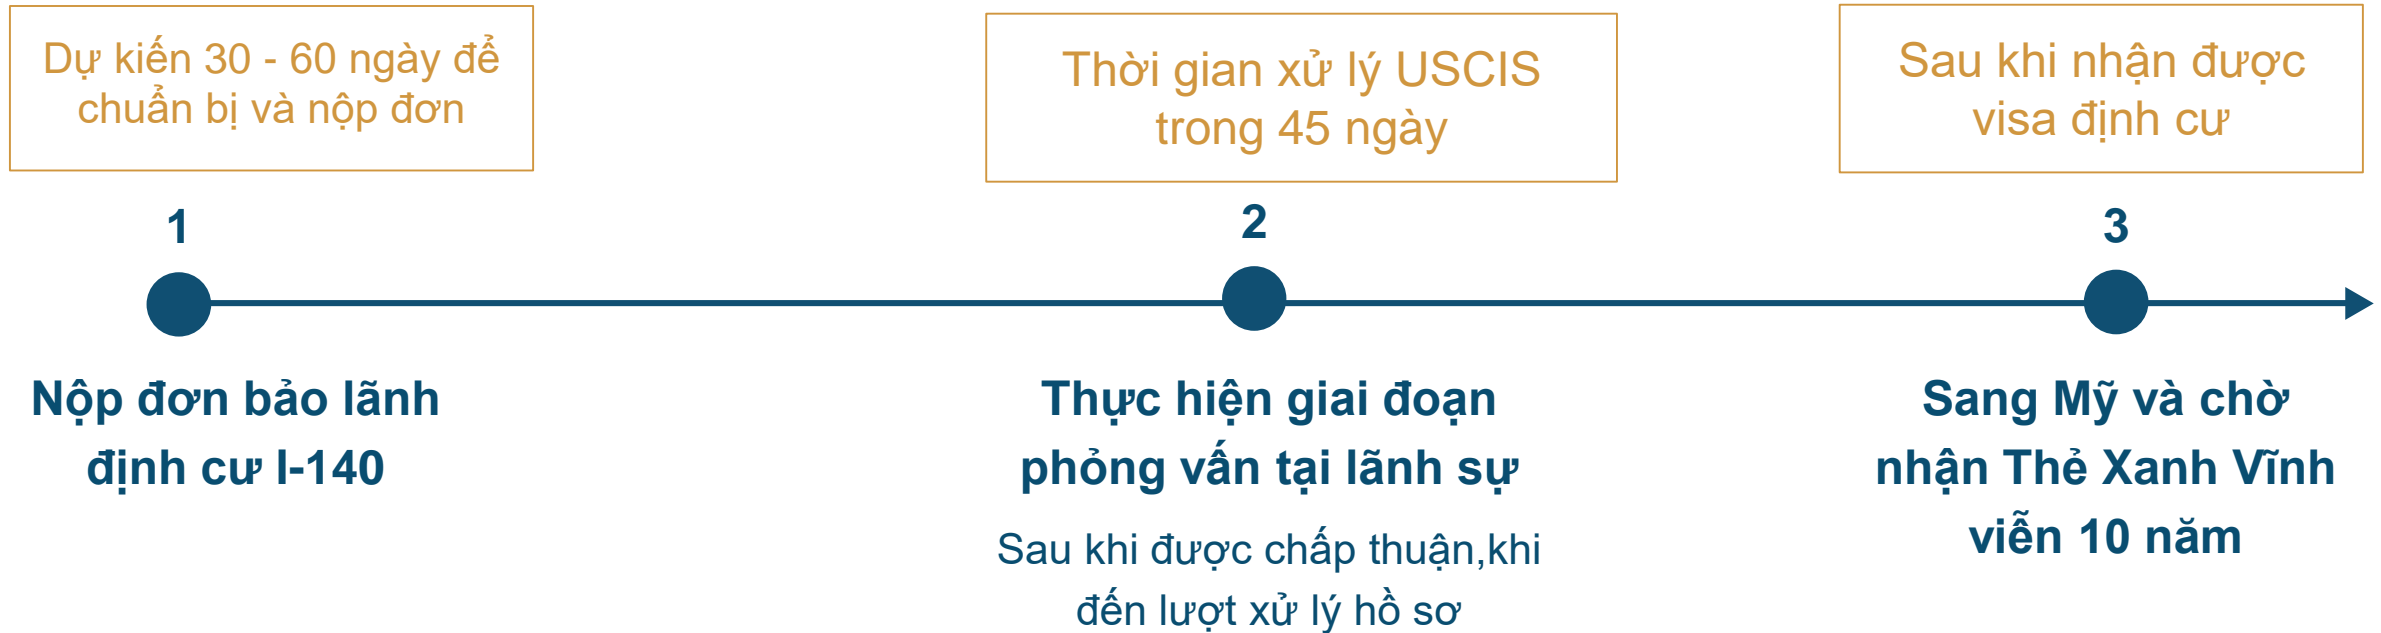 Dự kiến 30 - 60 ngày để
chuẩn bị và nộp đơn
Thời gian xử lý USCIS
trong 45 ngày
Sau khi nhận được
visa định cư
1
2
3
Nộp đơn bảo lãnh
định cư I-140
Thực hiện giai đoạn
phỏng vấn tại lãnh sự
Sau khi được chấp thuận,khi
đến lượt xử lý hồ sơ
Sang Mỹ và chờ
nhận Thẻ Xanh Vĩnh
viễn 10 năm